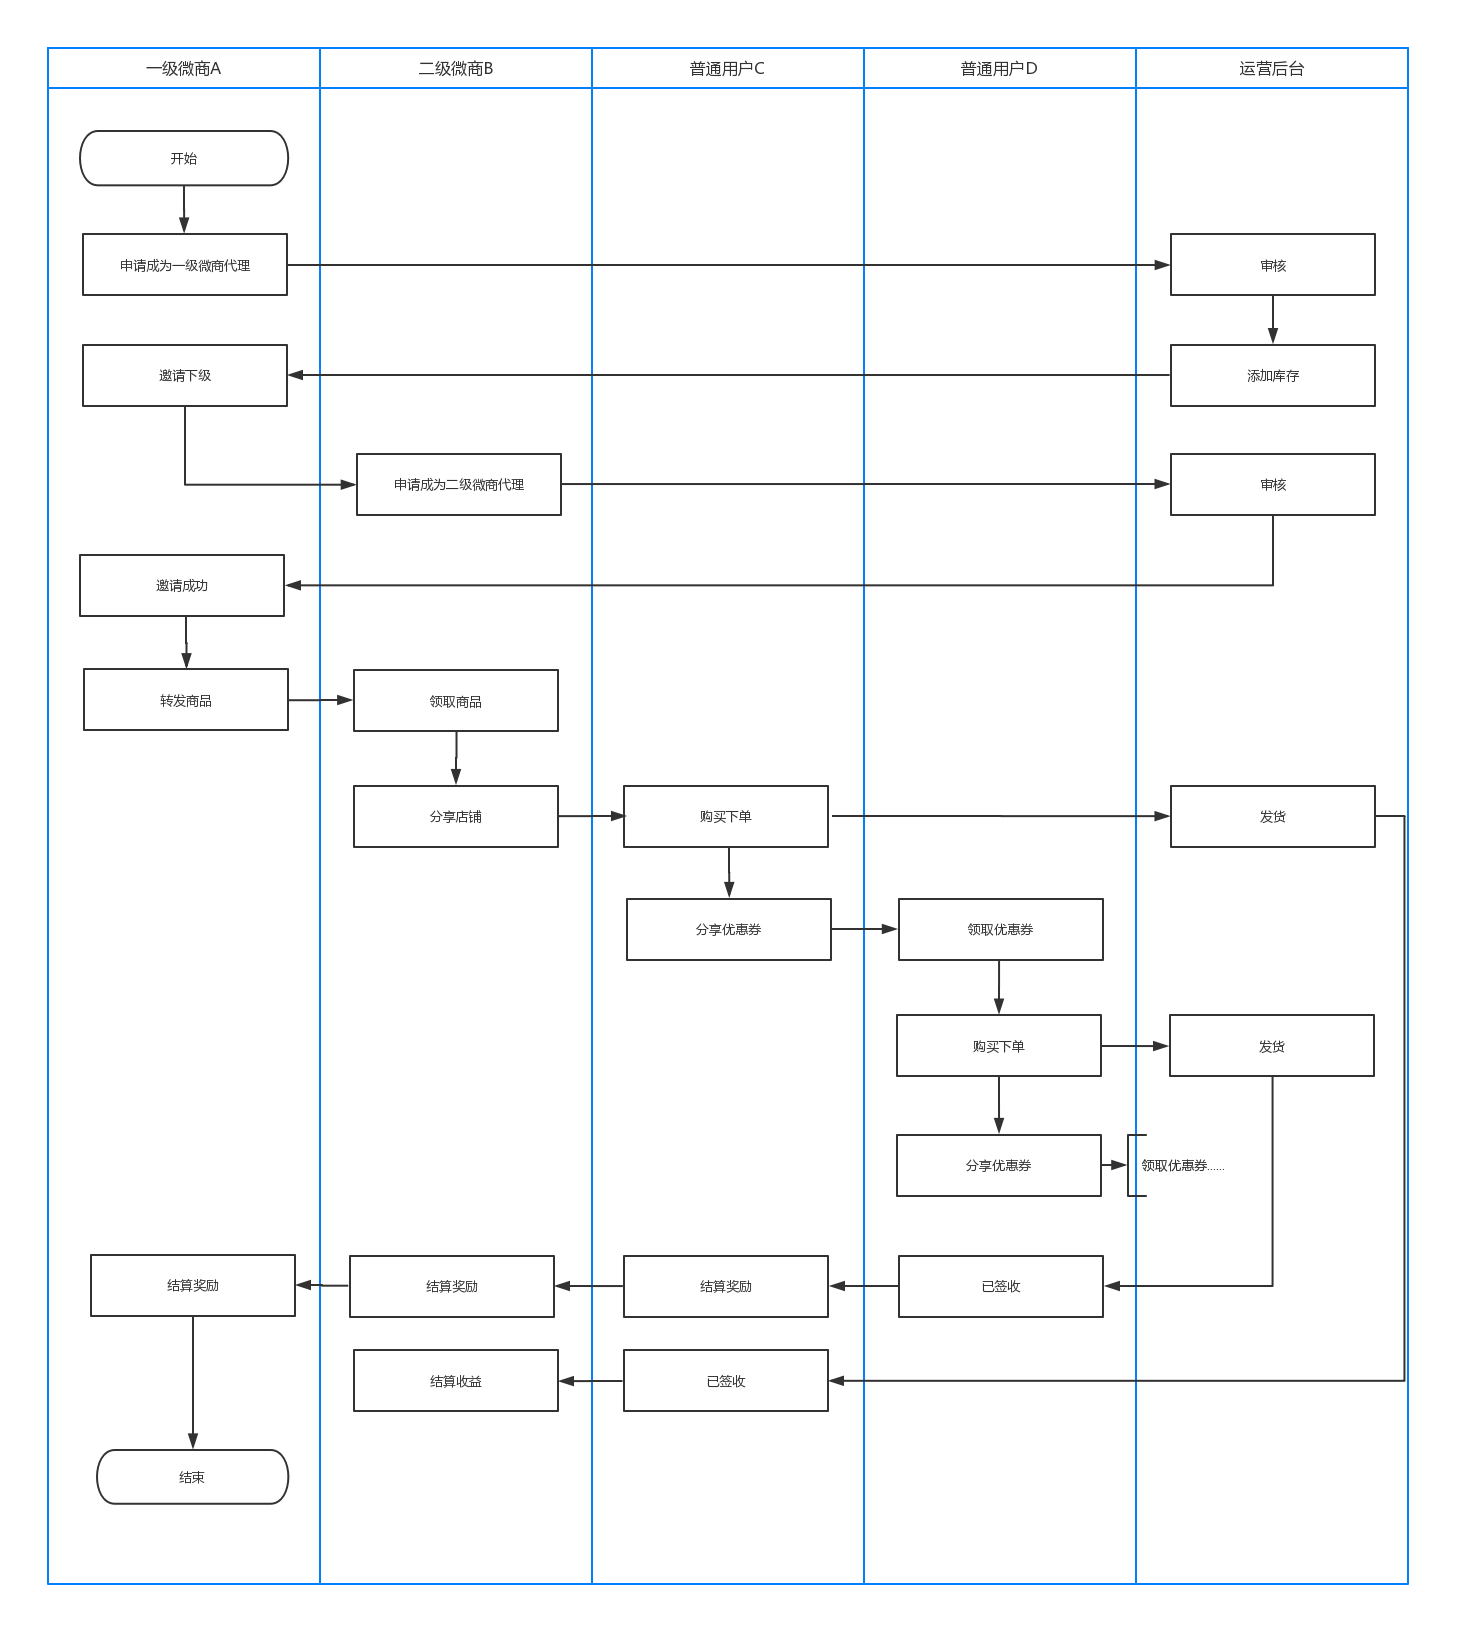 一级微商A
二级微商B
普通用户C
普通用户D
运营后台
开始
申请成为一级微商代理
审核
邀请下级
添加库存
申请成为二级微商代理
审核
邀请成功
转发商品
领取商品
分享店铺
购买下单
发货
分享优惠券
领取优惠券
购买下单
发货
分享优惠券
领取优惠券......
结算奖励
结算奖励
结算奖励
已签收
结算收益
已签收
结束